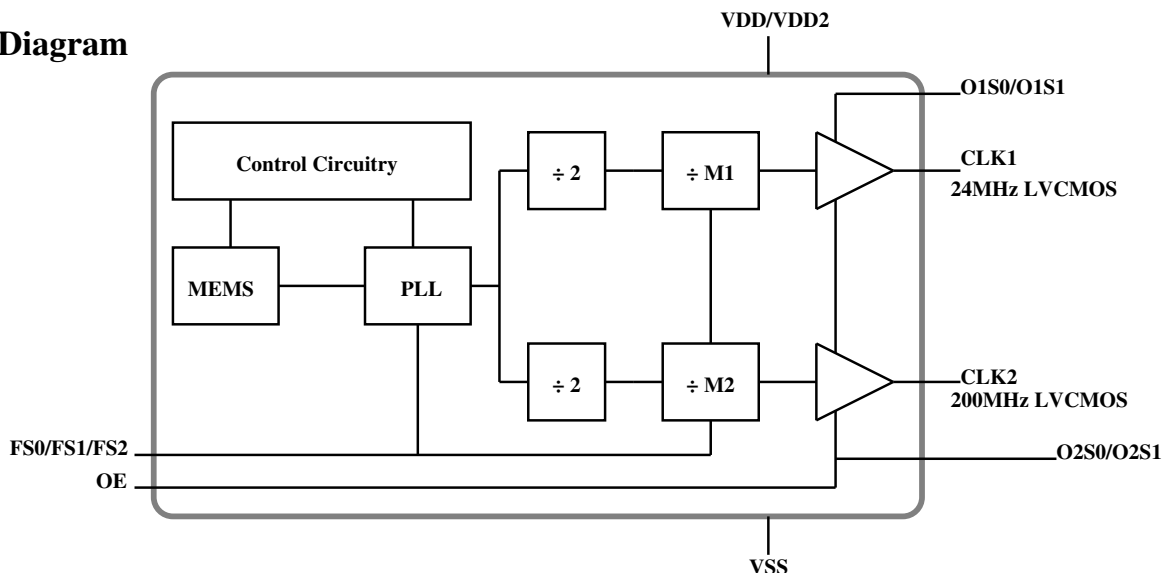 Diagram
VDD/VDD2
O1S0/O1S1
Control Circuitry
÷ 2
÷ M1
CLK1
24MHz LVCMOS
MEMS
PLL
÷ 2
÷ M2
CLK2
200MHz LVCMOS
FS0/FS1/FS2
O2S0/O2S1
OE
VSS